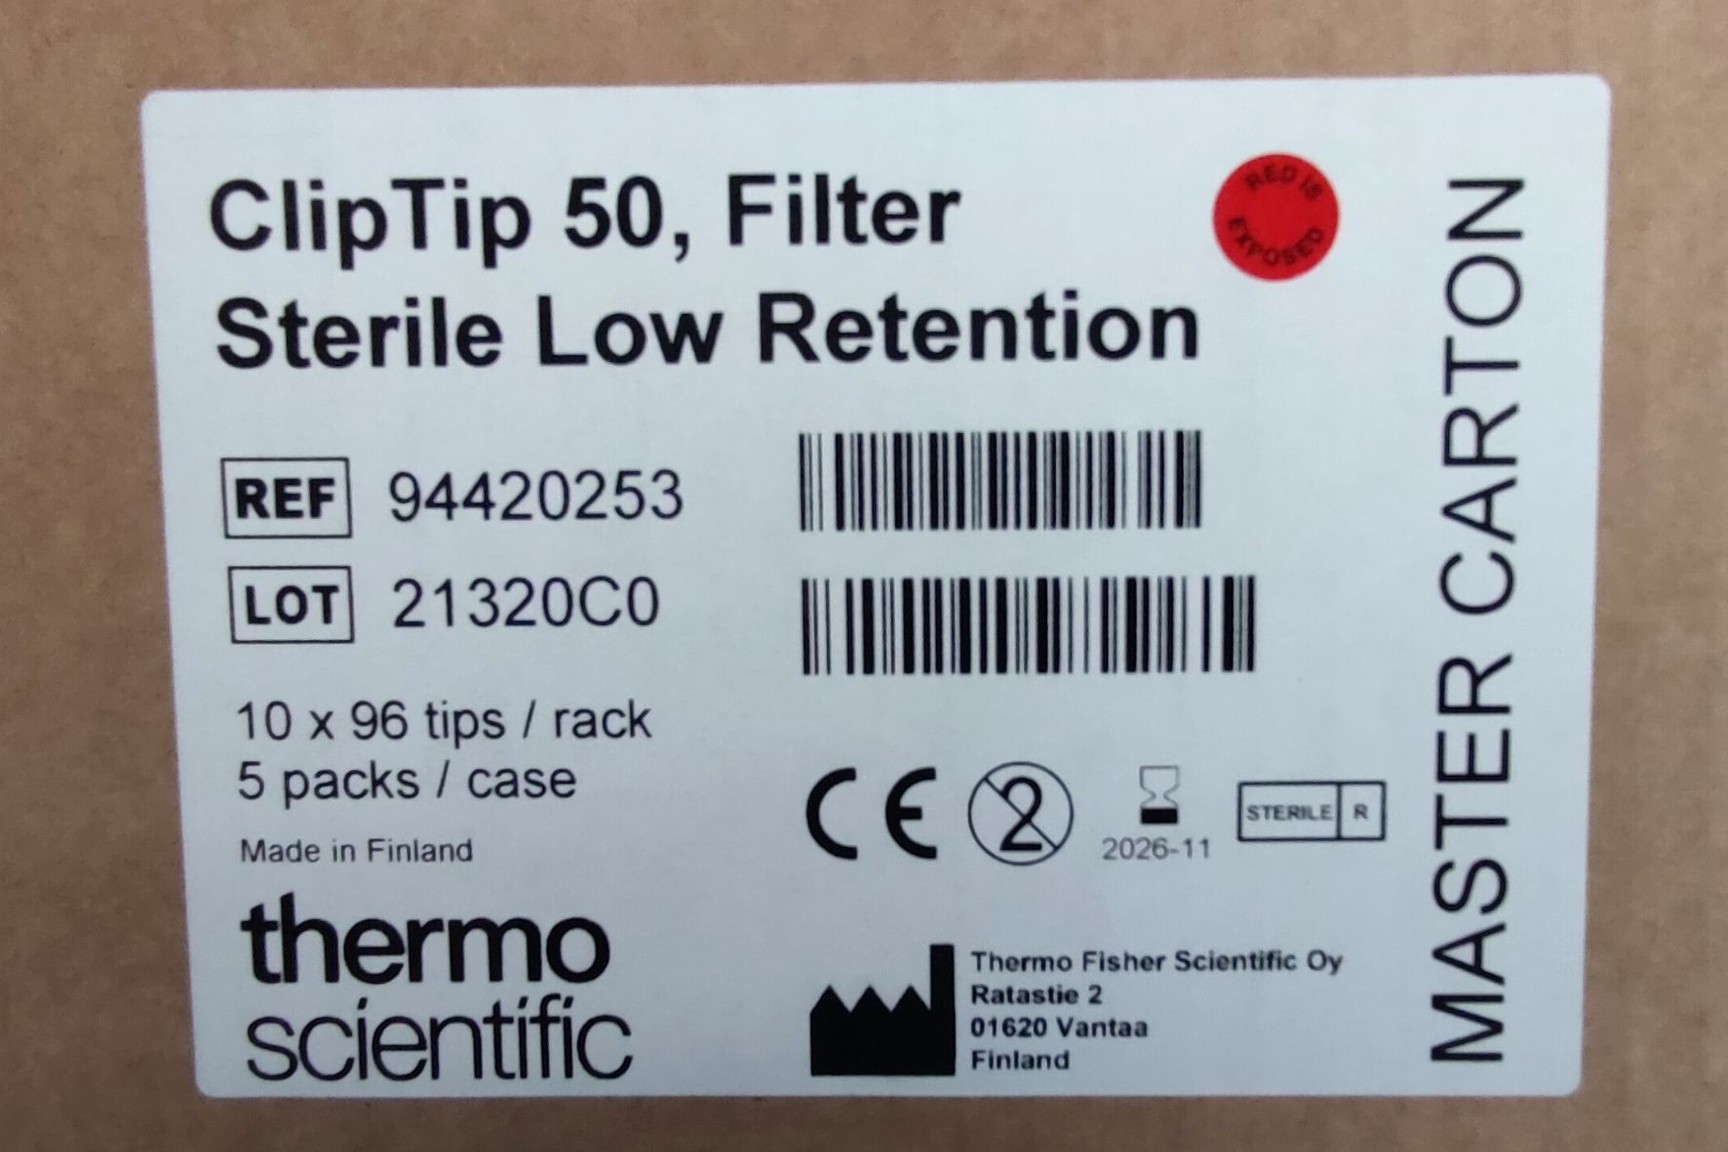 ClipTip 50, Filter
Sterile Low Retention
RED IS
EXPOSED
REF 94420253
LOT 21320C0
10 x 96 tips / rack
5 packs / case
Made in Finland
thermo
scientific
CE
2
2026-11
STERILE R
Thermo Fisher Scientific Oy
Ratastie 2
01620 Vantaa
Finland
MASTER CARTON